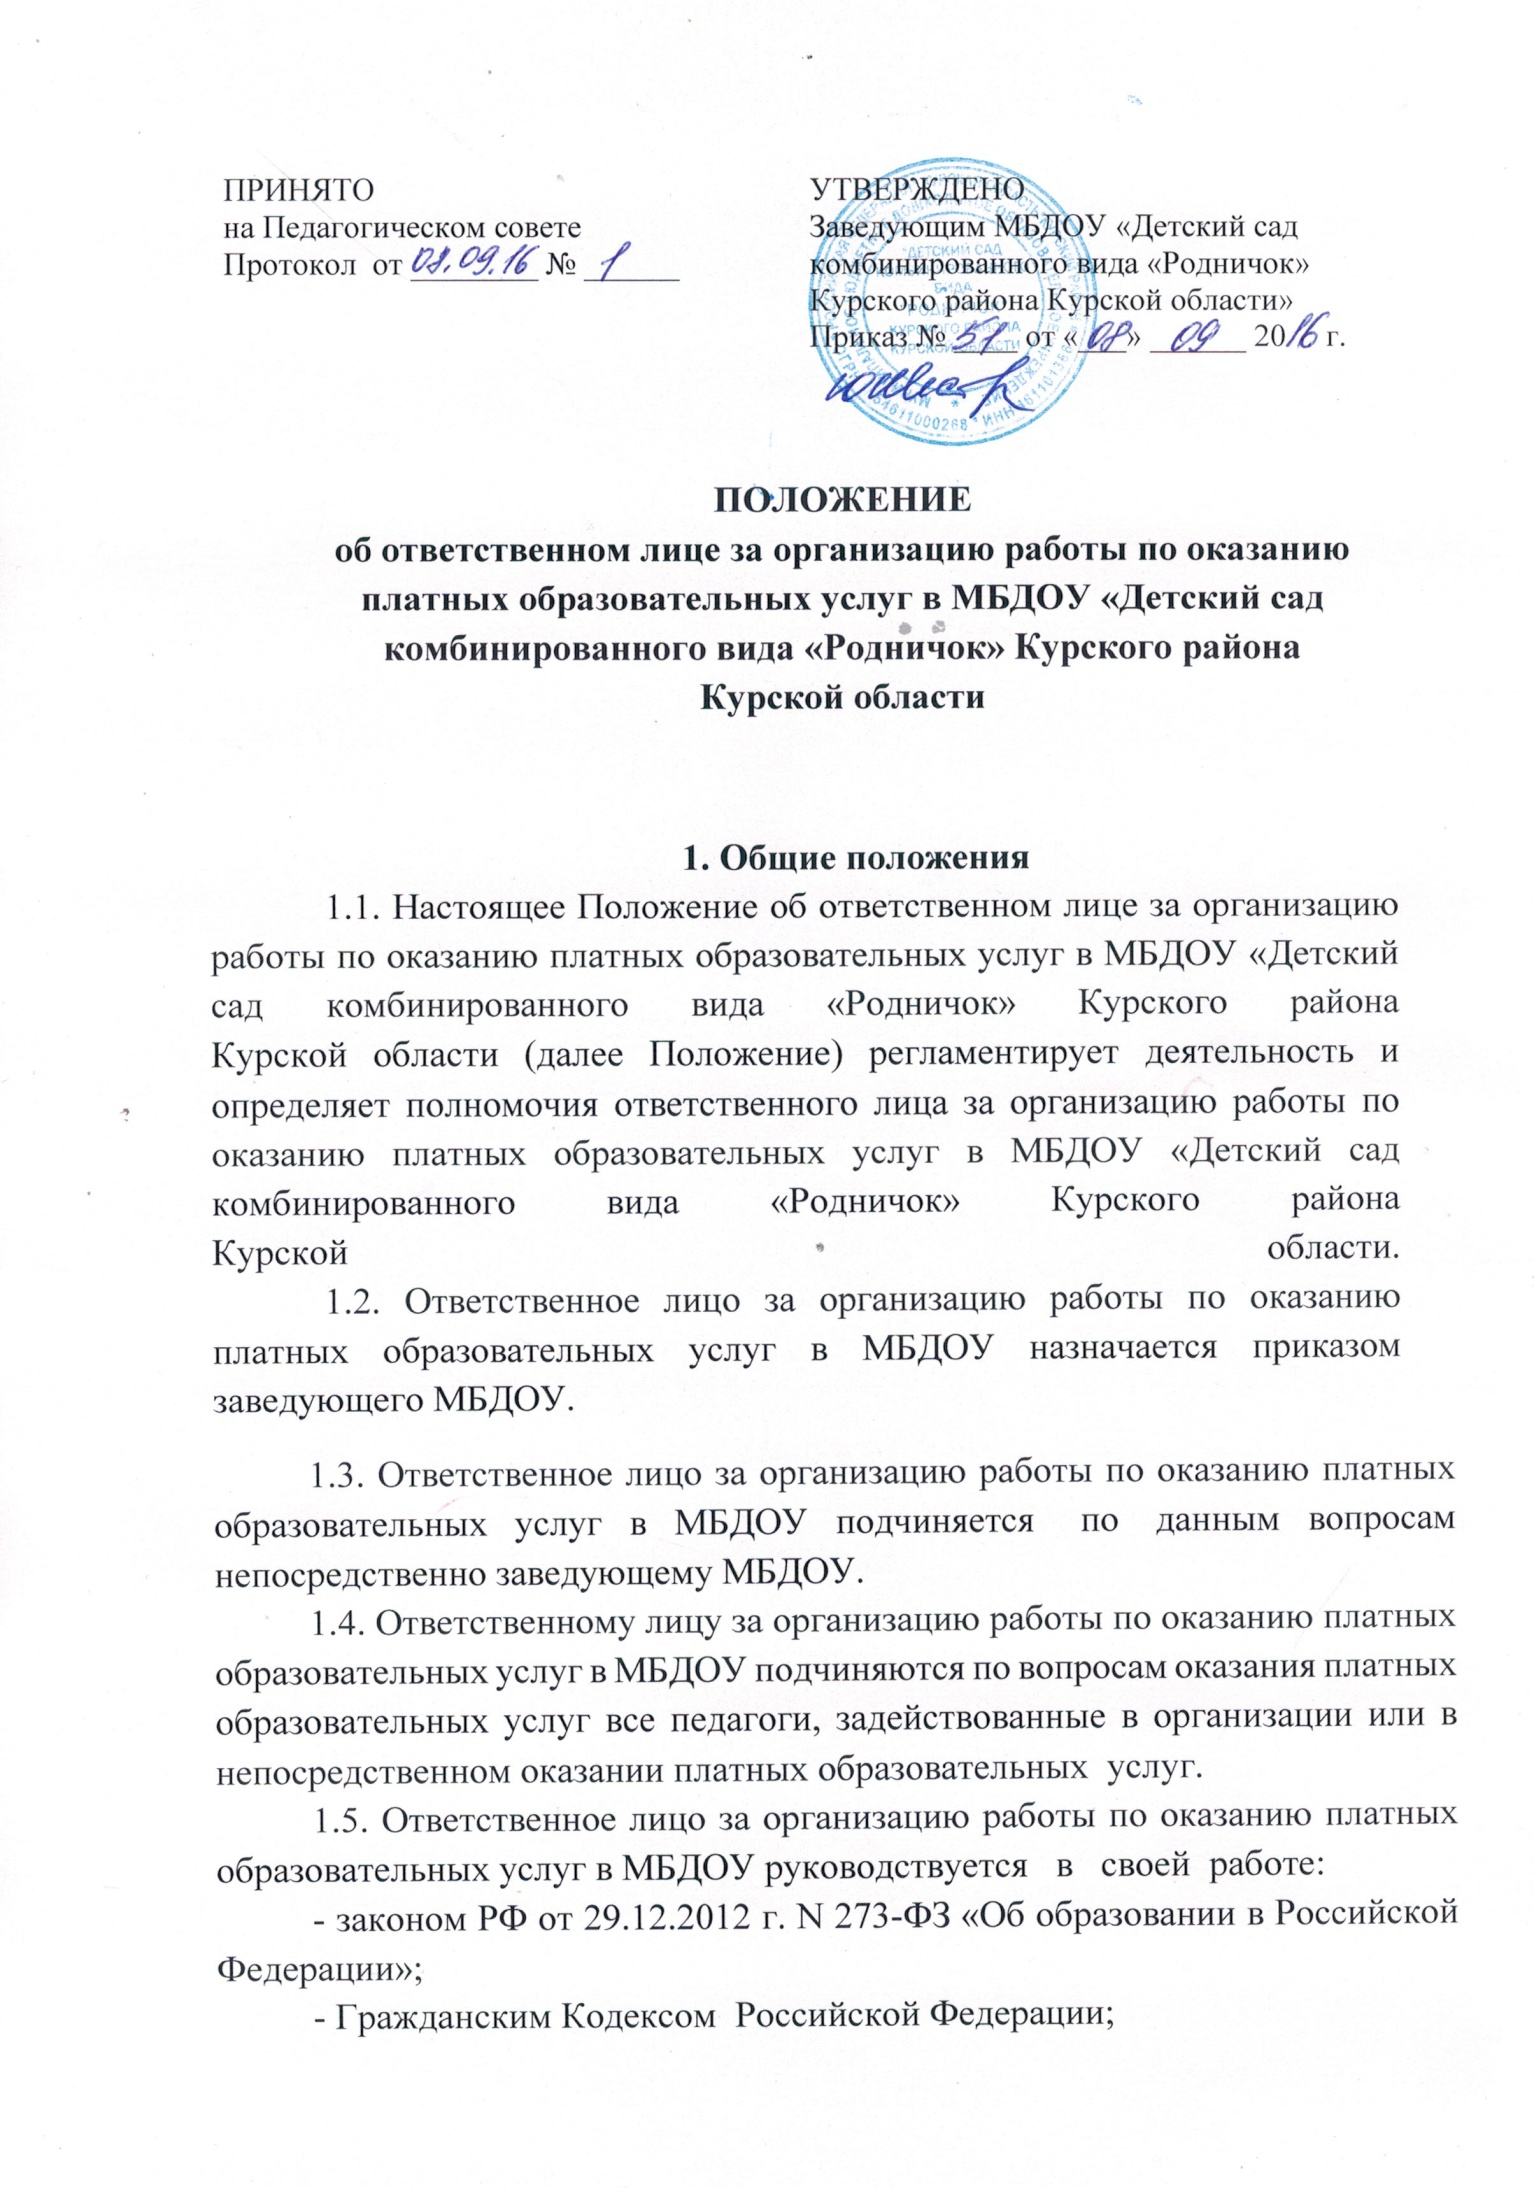 ПРИНЯТО
на Педагогическом совете
Протокол от 08.09.16 № 1
УТВЕРЖДЕНО
Заведующим МБДОУ «Детский сад
комбинированного вида «Родничок»
Курского района Курской области»
Приказ № 51 от «08» 09 2016 г.
ДЕТСКИЙ САД
ВИДА
КУРСКОГО РАЙОНА
КУРСКОЙ ОБЛАСТИ
ПОЛОЖЕНИЕ
об ответственном лице за организацию работы по оказанию
платных образовательных услуг в МБДОУ «Детский сад
комбинированного вида «Родничок» Курского района
Курской области
1. Общие положения
1.1. Настоящее Положение об ответственном лице за организацию
работы по оказанию платных образовательных услуг в МБДОУ «Детский
сад комбинированного вида «Родничок» Курского района
Курской области (далее Положение) регламентирует деятельность и
определяет полномочия ответственного лица за организацию работы по
оказанию платных образовательных услуг в МБДОУ «Детский сад
комбинированного вида «Родничок» Курского района
Курской области.
1.2. Ответственное лицо за организацию работы по оказанию
платных образовательных услуг в МБДОУ назначается приказом
заведующего МБДОУ.
1.3. Ответственное лицо за организацию работы по оказанию платных
образовательных услуг в МБДОУ подчиняется по данным вопросам
непосредственно заведующему МБДОУ.
1.4. Ответственному лицу за организацию работы по оказанию платных
образовательных услуг в МБДОУ подчиняются по вопросам оказания платных
образовательных услуг все педагоги, задействованные в организации или в
непосредственном оказании платных образовательных услуг.
1.5. Ответственное лицо за организацию работы по оказанию платных
образовательных услуг в МБДОУ руководствуется в своей работе:
- законом РФ от 29.12.2012 г. N 273-ФЗ «Об образовании в Российской
Федерации»;
- Гражданским Кодексом Российской Федерации;